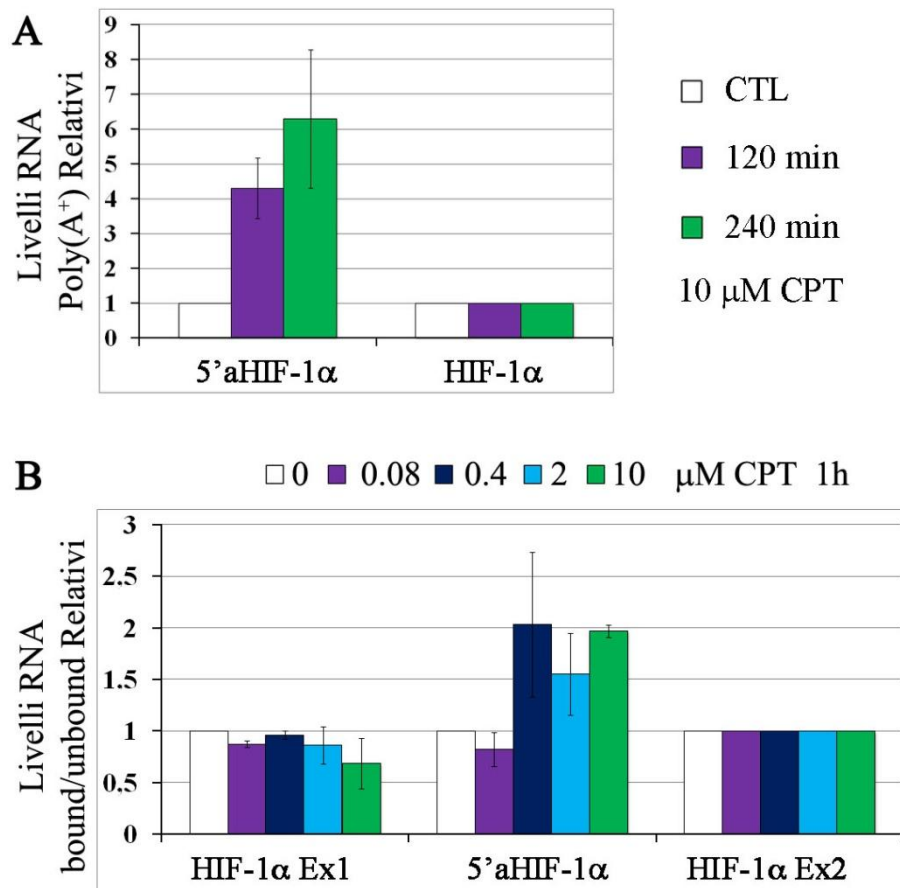 A
Livelli RNA
Poly(A⁺) Relativi
9
8
7
6
5
4
3
2
1
0
5'aHIF-1α
HIF-1α
CTL
120 min
240 min
10 μM CPT
B
0 0.08 0.4 2 10 μM CPT 1h
Livelli RNA
bound/unbound Relativi
3
2.5
2
1.5
1
0.5
0
HIF-1α Ex1
5'aHIF-1α
HIF-1α Ex2